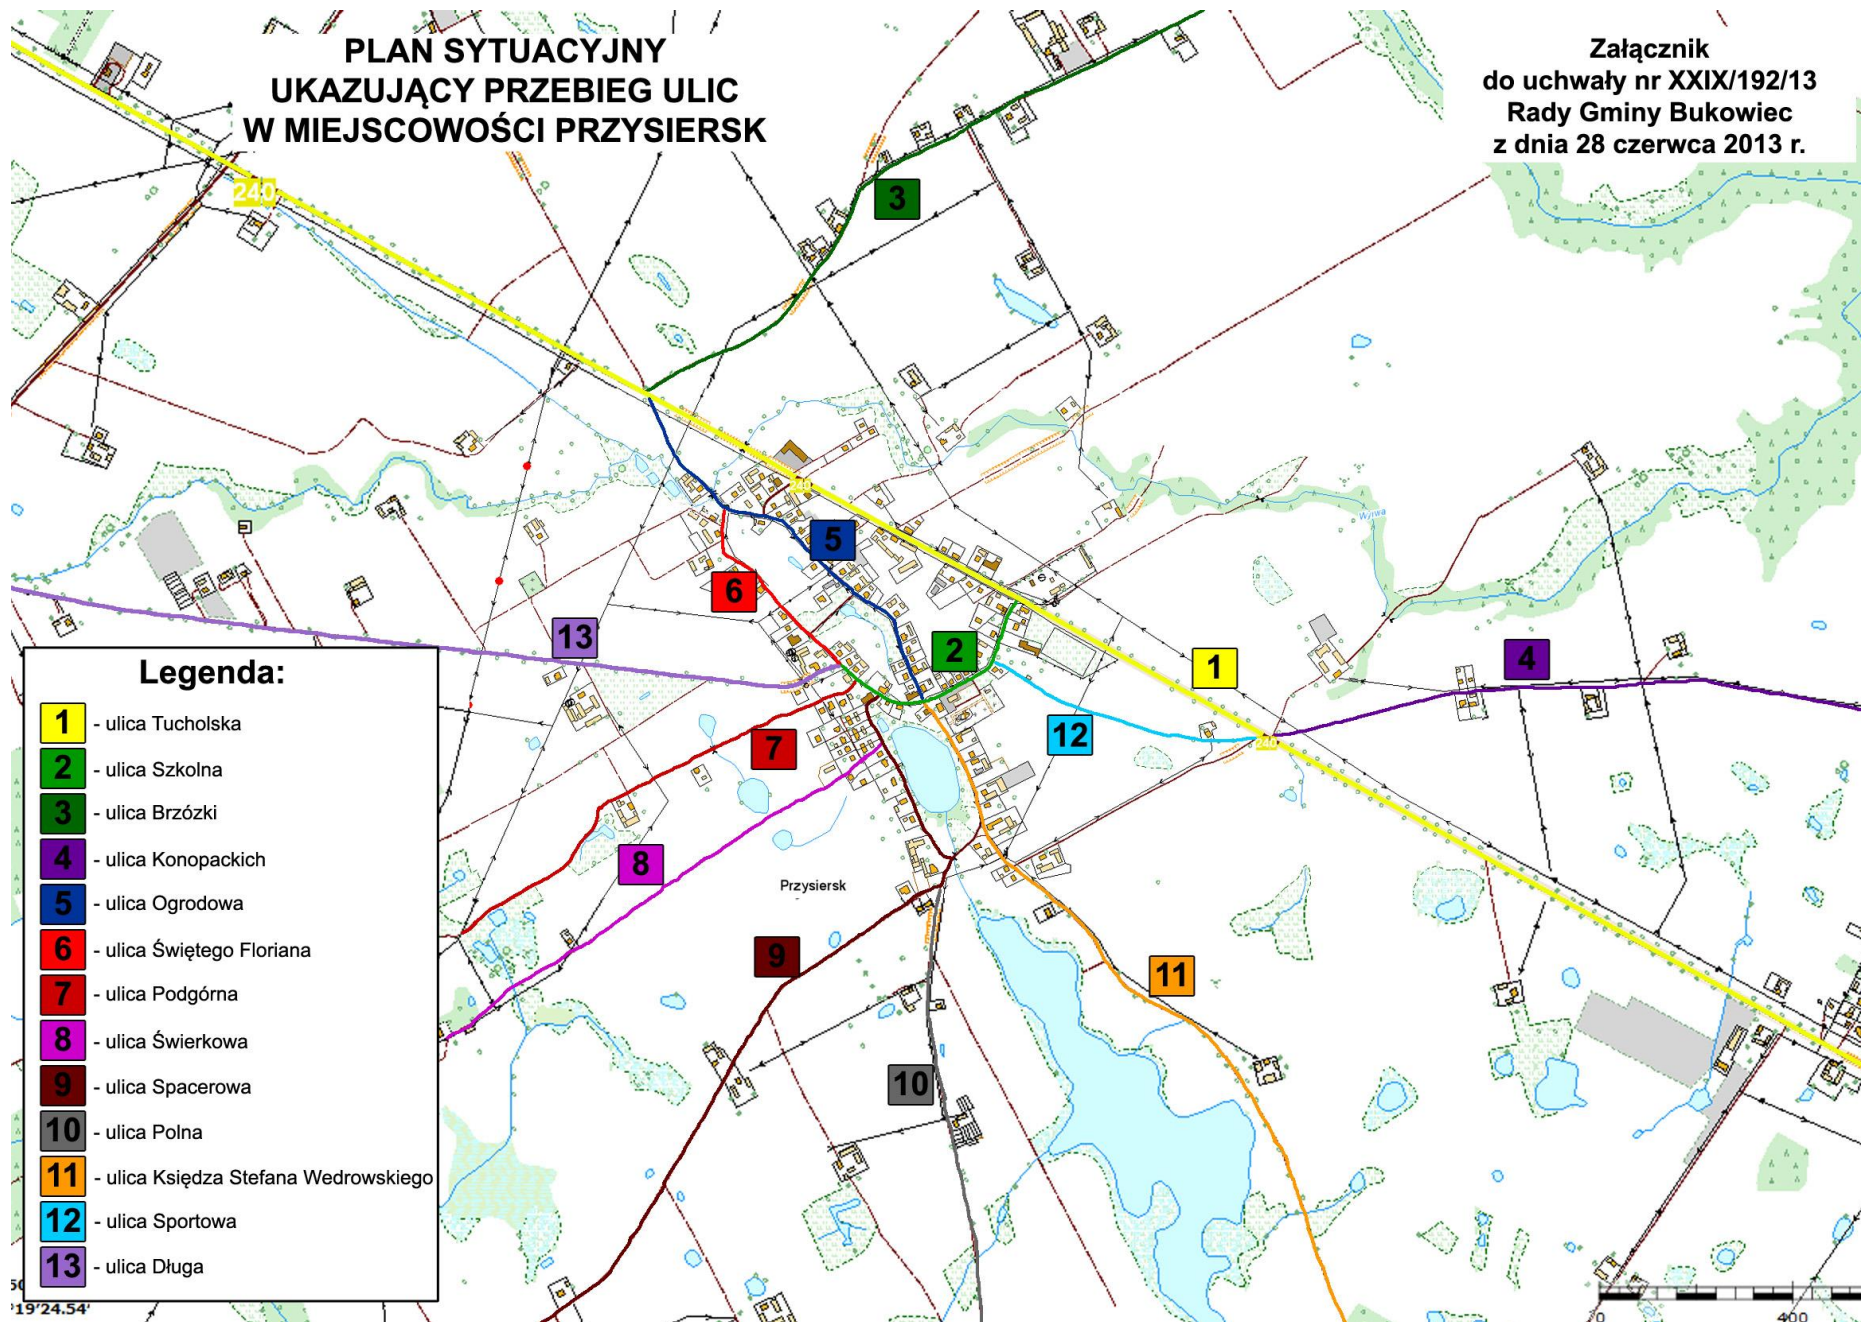 PLAN SYTUACYJNY
UKAZUJĄCY PRZEBIEG ULIC
W MIEJSCOWOŚCI PRZYSIERSK
Załącznik
do uchwały nr XXIX/192/13
Rady Gminy Bukowiec
z dnia 28 czerwca 2013 r.
240
3
240
5
Wyrwa
6
13
2
1
4
12
240
7
8
Przysiersk
9
11
10
Legenda:
1 - ulica Tucholska
2 - ulica Szkolna
3 - ulica Brzózki
4 - ulica Konopackich
5 - ulica Ogrodowa
6 - ulica Świętego Floriana
7 - ulica Podgórna
8 - ulica Świerkowa
9 - ulica Spacerowa
10 - ulica Polna
11 - ulica Księdza Stefana Wedrowskiego
12 - ulica Sportowa
13 - ulica Długa
°19'24.54'
0 400